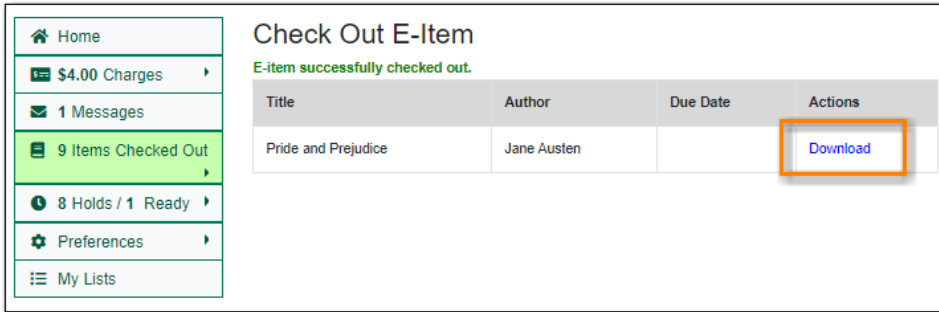 Home
$4.00 Charges
1 Messages
9 Items Checked Out
8 Holds / 1 Ready
Preferences
My Lists
Check Out E-Item
E-item successfully checked out.
Title Author Due Date Actions
Pride and Prejudice Jane Austen Download